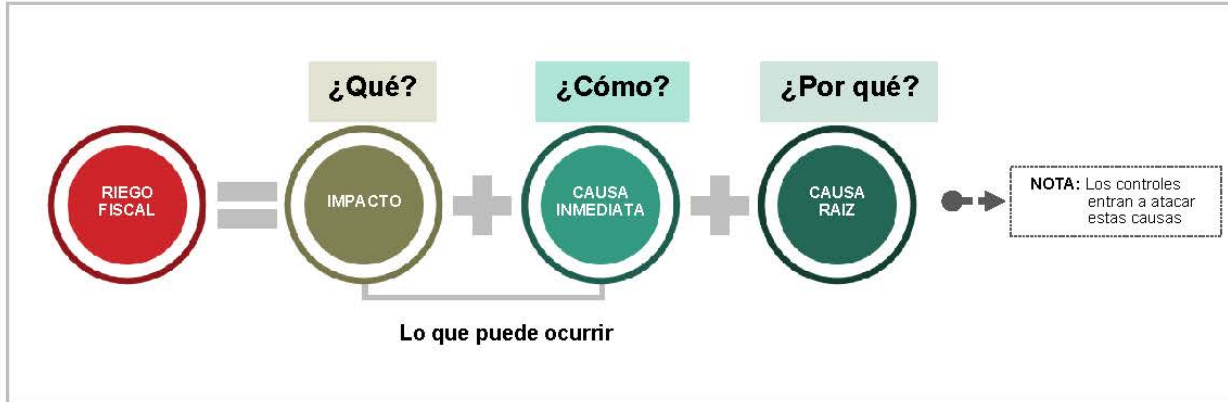 ¿Qué?
¿Cómo?
¿Por qué?
RIEGO
FISCAL
IMPACTO
CAUSA
INMEDIATA
CAUSA
RAIZ
NOTA: Los controles
entran a atacar
estas causas
Lo que puede ocurrir